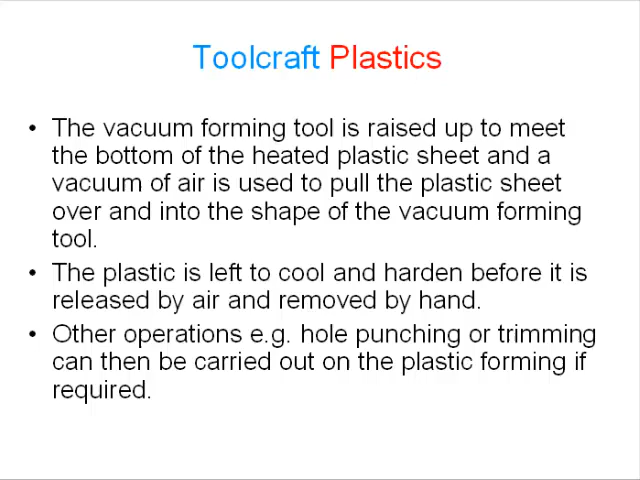 Toolcraft Plastics
• The vacuum forming tool is raised up to meet
the bottom of the heated plastic sheet and a
vacuum of air is used to pull the plastic sheet
over and into the shape of the vacuum forming
tool.
• The plastic is left to cool and harden before it is
released by air and removed by hand.
• Other operations e.g. hole punching or trimming
can then be carried out on the plastic forming if
required.